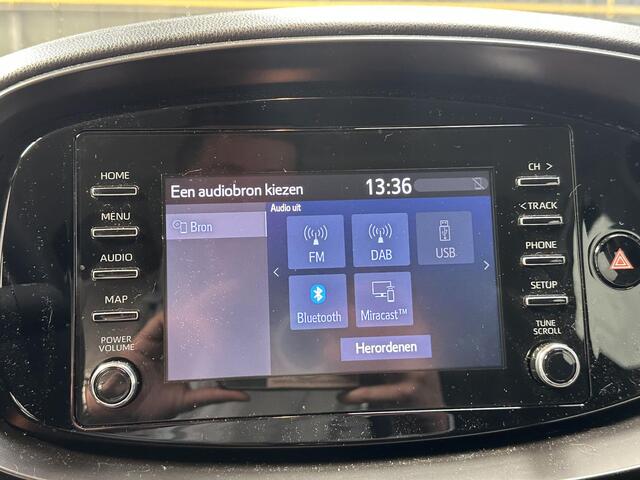 HOME
MENU
AUDIO
MAP
POWER
VOLUME
Een audiobron kiezen 13:36
Bron
Audio uit
FM DAB USB
Bluetooth Miracast™
Herordenen
CH >
< TRACK
PHONE
SETUP
TUNE
SCROLL